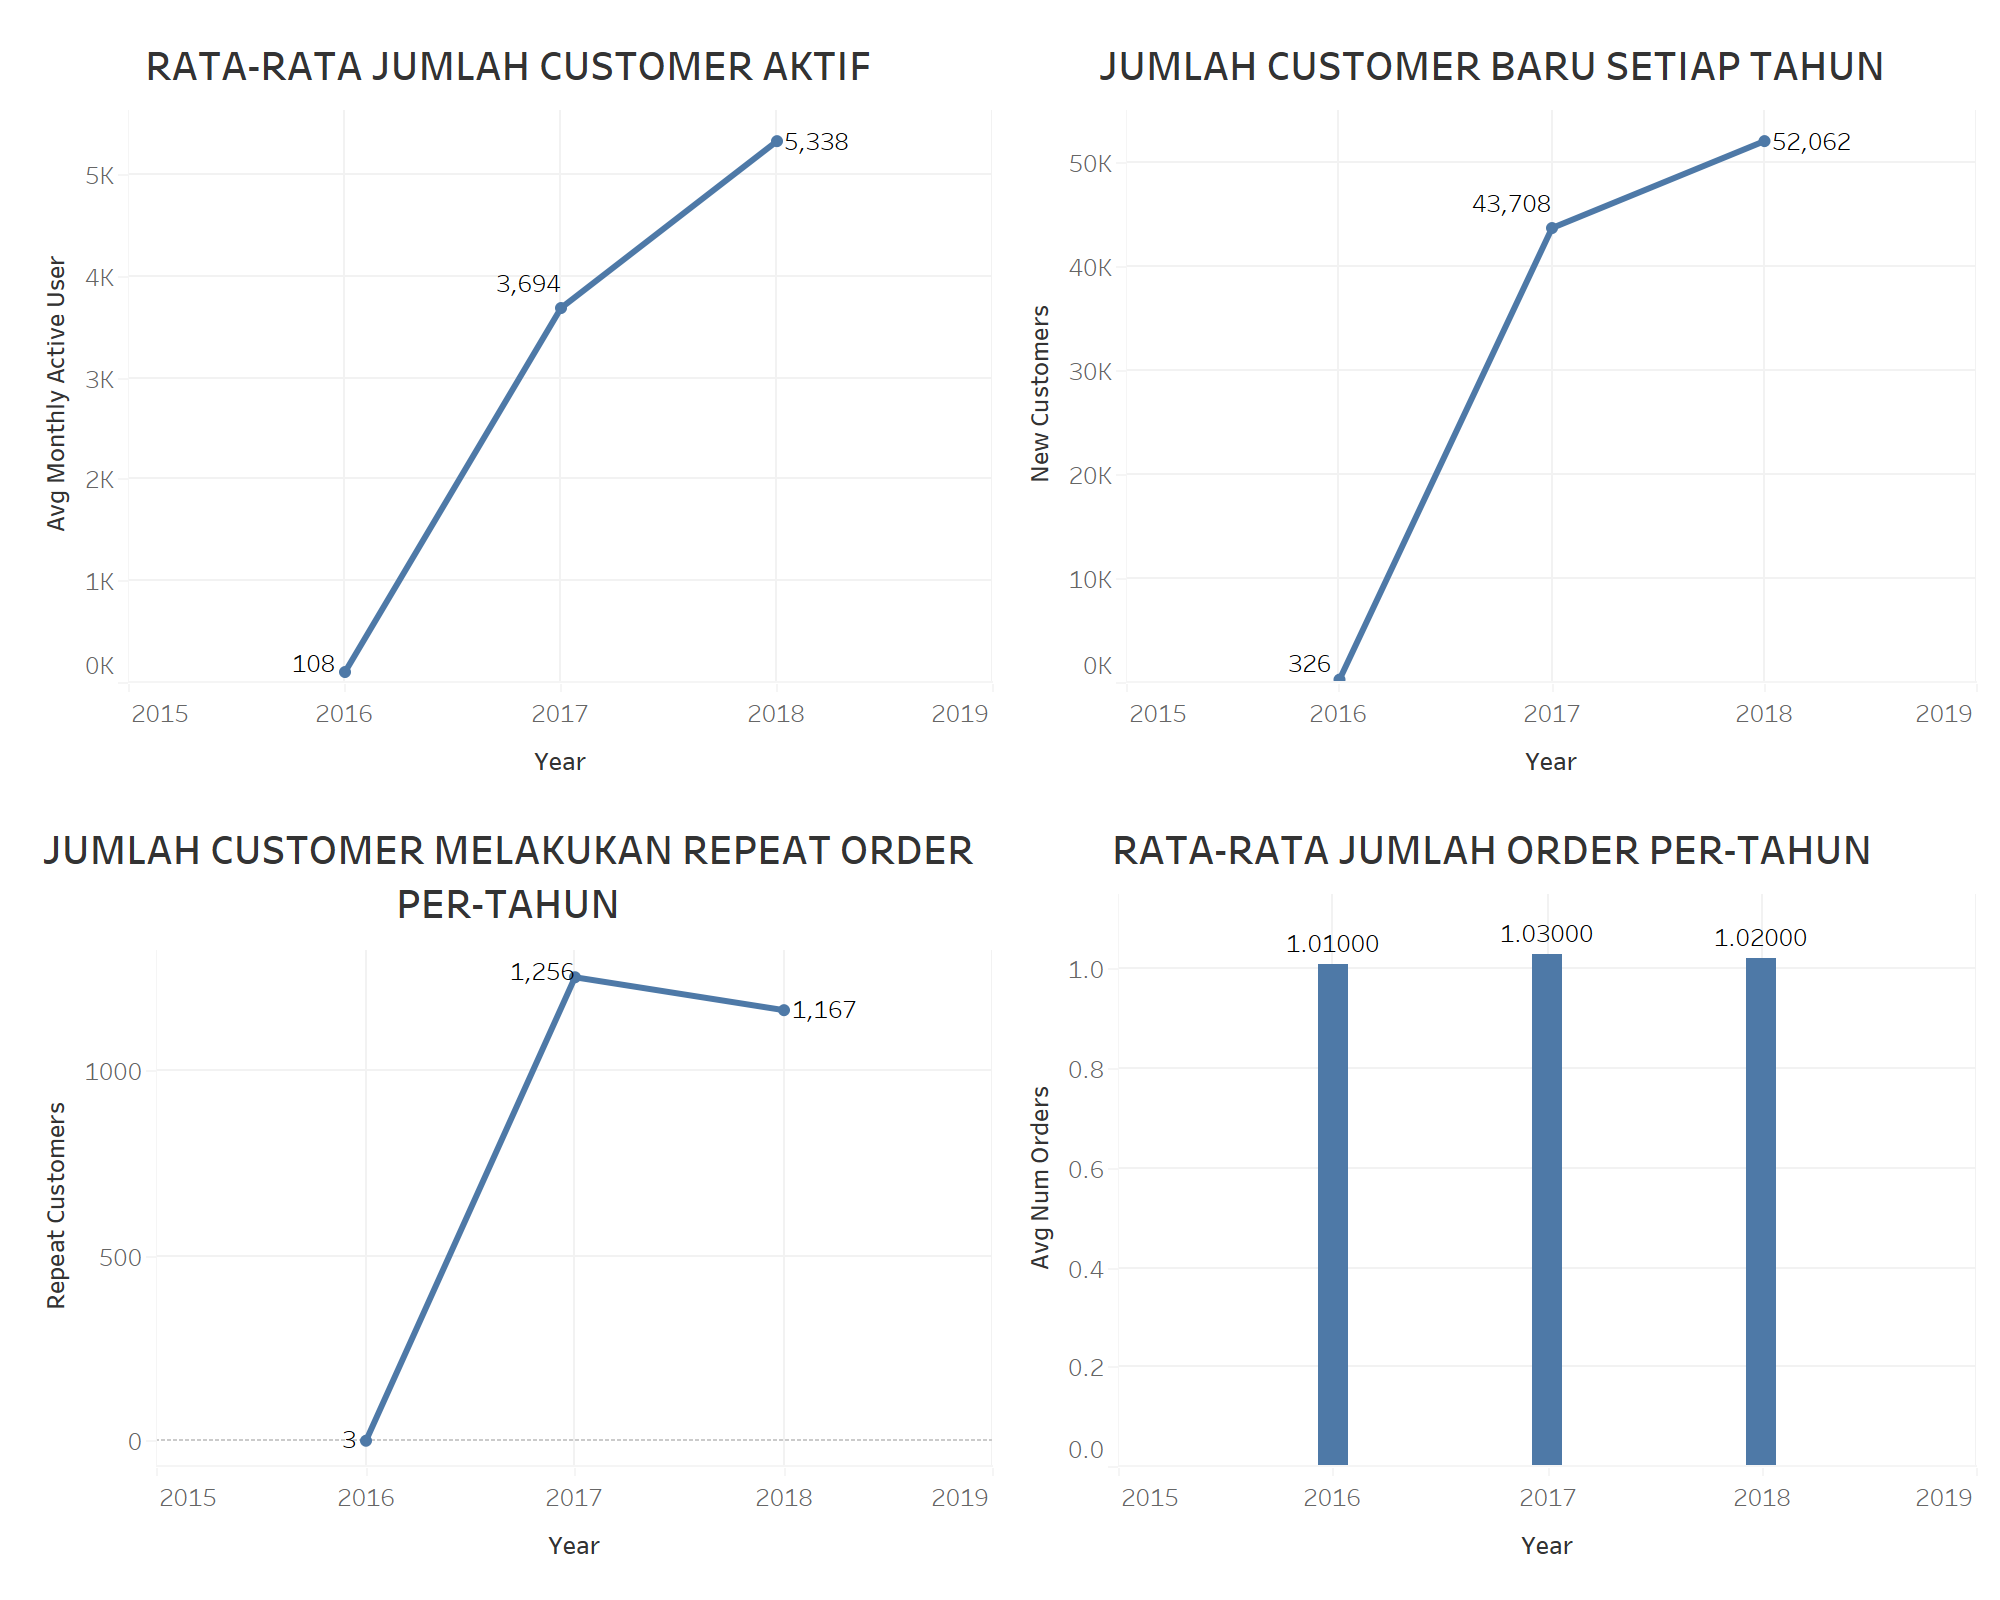 RATA-RATA JUMLAH CUSTOMER AKTIF
Avg Monthly Active User
5K
4K
3K
2K
1K
0K
5,338
3,694
108
2015 2016 2017 2018 2019
Year
JUMLAH CUSTOMER BARU SETIAP TAHUN
New Customers
50K
40K
30K
20K
10K
0K
52,062
43,708
326
2015 2016 2017 2018 2019
Year
JUMLAH CUSTOMER MELAKUKAN REPEAT ORDER
PER-TAHUN
Repeat Customers
1000
500
0
1,256
1,167
3
2015 2016 2017 2018 2019
Year
RATA-RATA JUMLAH ORDER PER-TAHUN
Avg Num Orders
1.0
0.8
0.6
0.4
0.2
0.0
1.01000 1.03000 1.02000
2015 2016 2017 2018 2019
Year